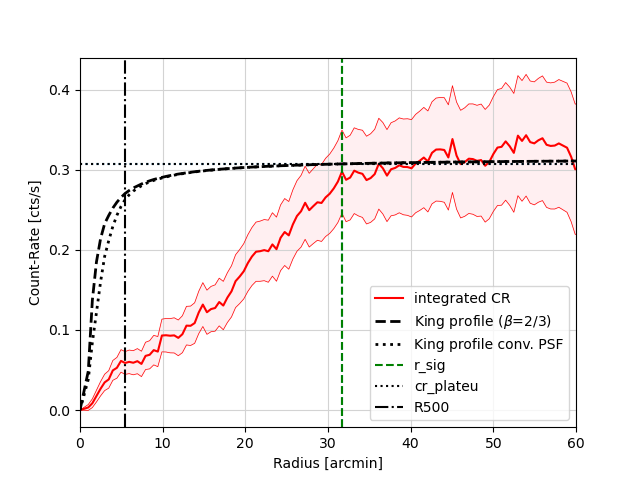 0.4
0.3
0.2
0.1
0.0
Count-Rate [cts/s]
integrated CR
King profile (β=2/3)
King profile conv. PSF
r_sig
cr_plateu
R500
0 10 20 30 40 50 60
Radius [arcmin]